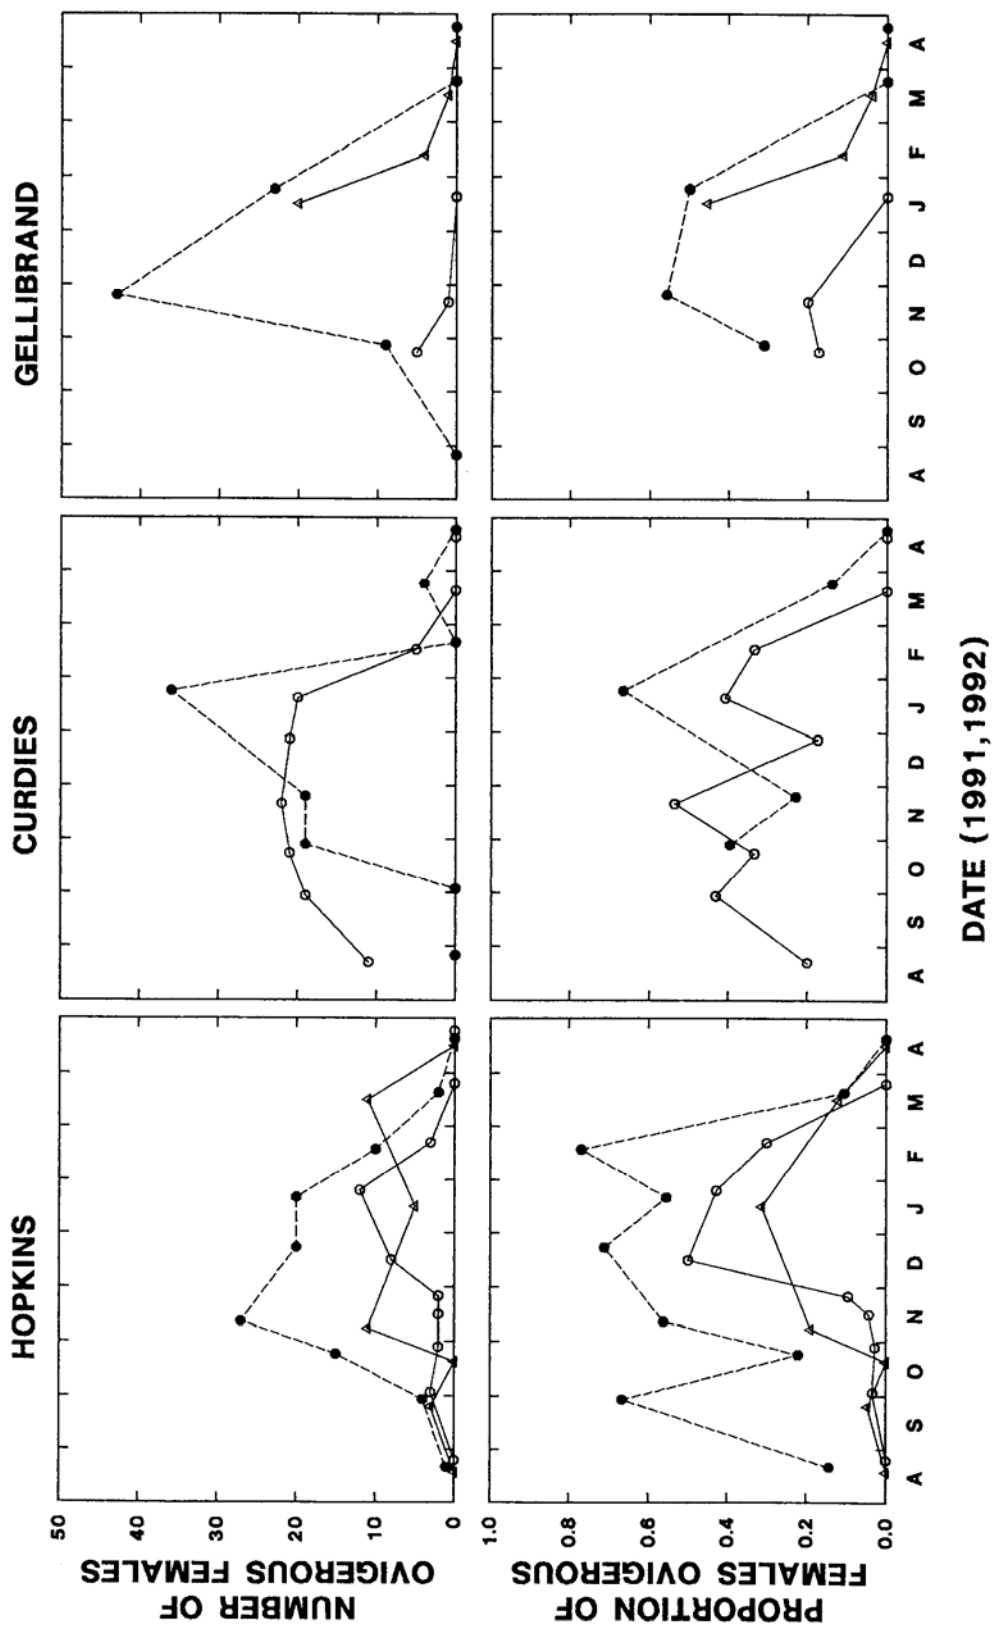 HOPKINS
CURDIES
GELLIBRAND
NUMBER OF
OVIGEROUS FEMALES
50
40
30
20
10
0
PROPORTION OF
FEMALES OVIGEROUS
1.0
0.8
0.6
0.4
0.2
0.0
A S O N D J F M A
A S O N D J F M A
A S O N D J F M A
DATE (1991,1992)